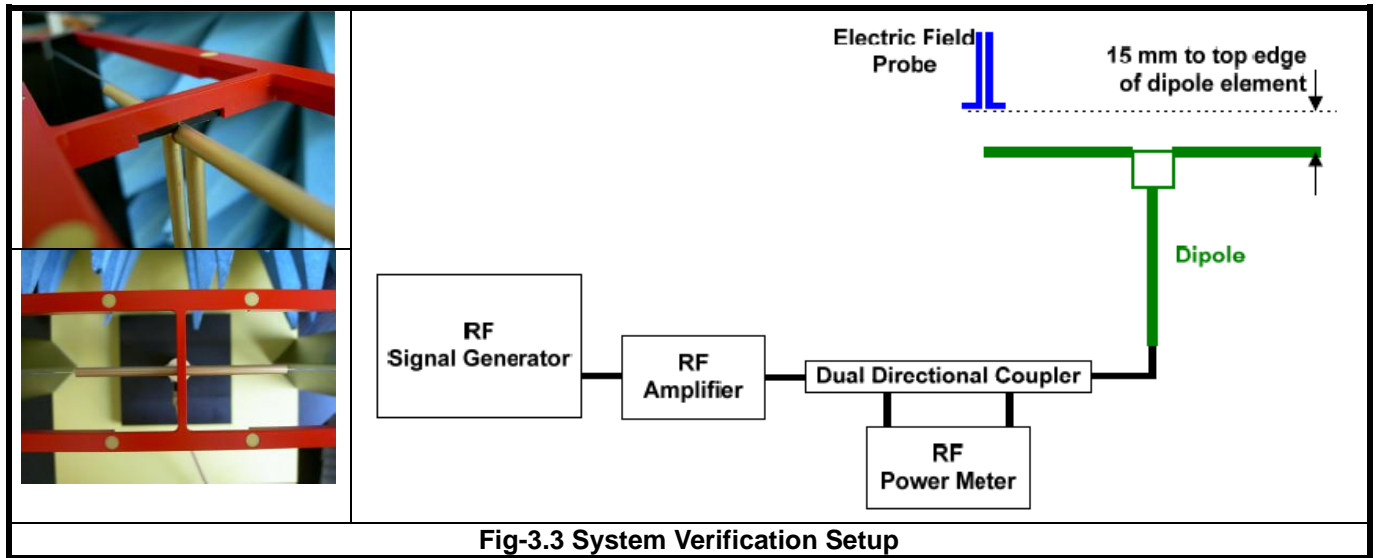 Electric Field
Probe
15 mm to top edge
of dipole element
Dipole
RF
Signal Generator
RF
Amplifier
Dual Directional Coupler
RF
Power Meter
Fig-3.3 System Verification Setup